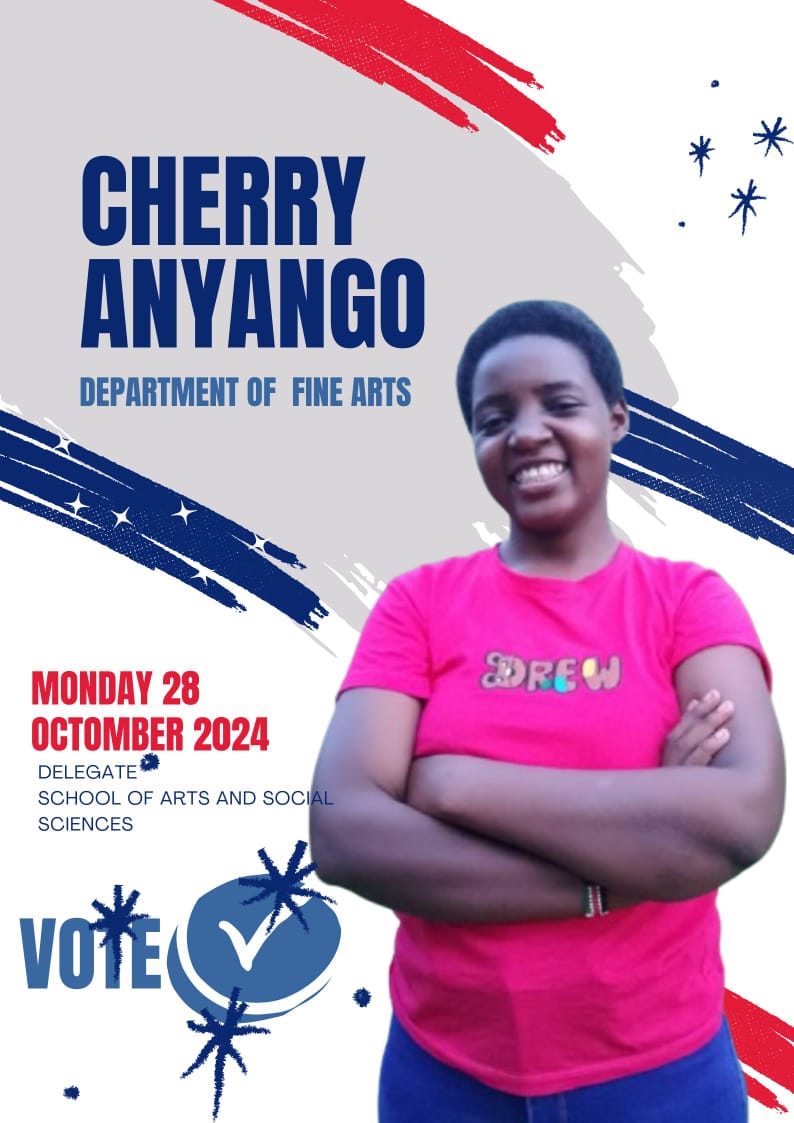 CHERRY
ANYANGO
DEPARTMENT OF FINE ARTS
DREW
MONDAY 28
OCTOMBER 2024
DELEGATE
SCHOOL OF ARTS AND SOCIAL
SCIENCES
VOTE